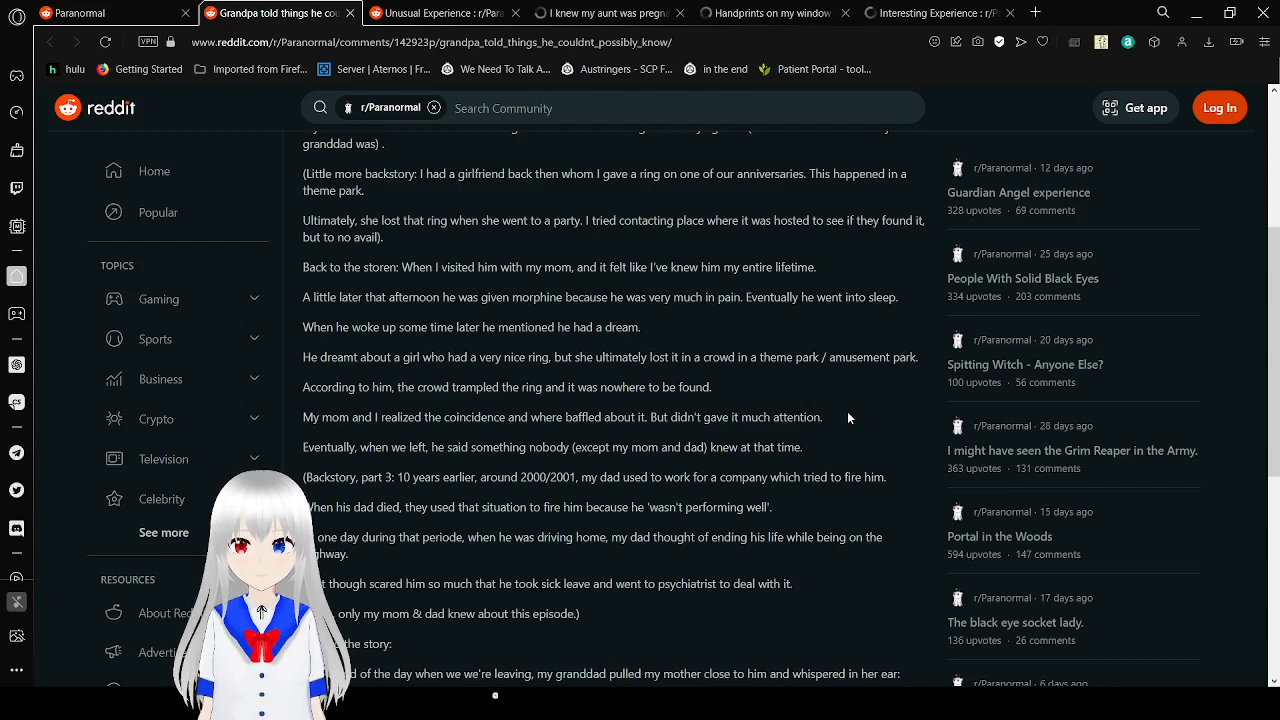 Paranormal
Grandpa told things he cou
Unusual Experience : r/Para
I knew my aunt was pregna
Handprints on my window
Interesting Experience : r/P
VPN
www.reddit.com/r/Paranormal/comments/142923p/grandpa_told_things_he_couldnt_possibly_know/
hulu
Getting Started
Imported from Firef...
Server | Aternos | Fr...
We Need To Talk A...
Austringers - SCP F...
in the end
Patient Portal - tool...
reddit
r/Paranormal
Search Community
Get app
Log In
Home
Popular
TOPICS
Gaming
Sports
Business
Crypto
Television
Celebrity
See more
RESOURCES
About Red
Adverti
granddad was) .
(Little more backstory: I had a girlfriend back then whom I gave a ring on one of our anniversaries. This happened in a
theme park.
Ultimately, she lost that ring when she went to a party. I tried contacting place where it was hosted to see if they found it,
but to no avail).
Back to the storen: When I visited him with my mom, and it felt like I've knew him my entire lifetime.
A little later that afternoon he was given morphine because he was very much in pain. Eventually he went into sleep.
When he woke up some time later he mentioned he had a dream.
He dreamt about a girl who had a very nice ring, but she ultimately lost it in a crowd in a theme park / amusement park.
According to him, the crowd trampled the ring and it was nowhere to be found.
My mom and I realized the coincidence and where baffled about it. But didn't gave it much attention.
Eventually, when we left, he said something nobody (except my mom and dad) knew at that time.
(Backstory, part 3: 10 years earlier, around 2000/2001, my dad used to work for a company which tried to fire him.
When his dad died, they used that situation to fire him because he 'wasn't performing well'.
one day during that periode, when he was driving home, my dad thought of ending his life while being on the
highway.
though scared him so much that he took sick leave and went to psychiatrist to deal with it.
only my mom & dad knew about this episode.)
the story:
of the day when we we're leaving, my granddad pulled my mother close to him and whispered in her ear:
r/Paranormal · 12 days ago
Guardian Angel experience
328 upvotes · 69 comments
r/Paranormal · 25 days ago
People With Solid Black Eyes
334 upvotes · 203 comments
r/Paranormal · 20 days ago
Spitting Witch - Anyone Else?
100 upvotes · 56 comments
r/Paranormal · 28 days ago
I might have seen the Grim Reaper in the Army.
363 upvotes · 131 comments
r/Paranormal · 15 days ago
Portal in the Woods
594 upvotes · 147 comments
r/Paranormal · 17 days ago
The black eye socket lady.
136 upvotes · 26 comments
r/Paranormal · 6 days ago